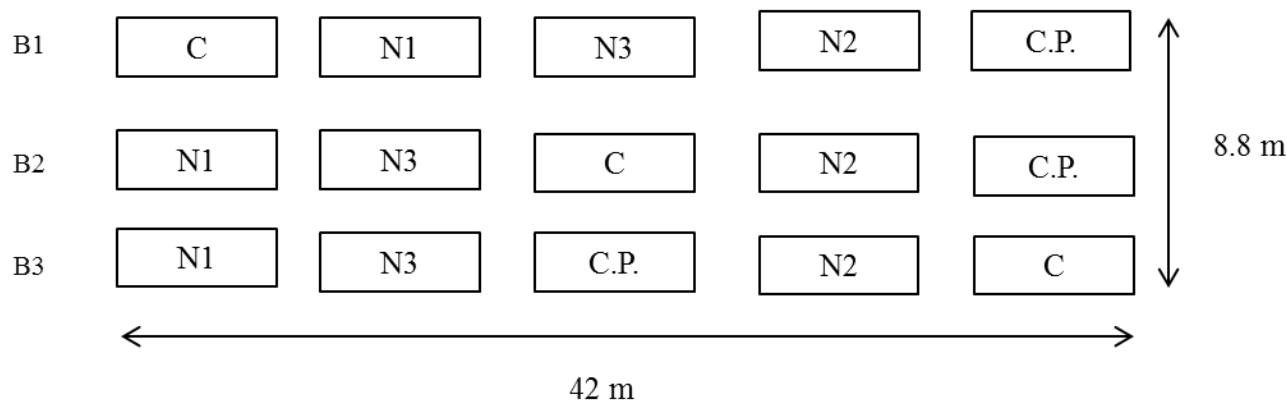 B1 C N1 N3 N2 C.P.
B2 N1 N3 C N2 C.P.
8.8 m
B3 N1 N3 C.P. N2 C
42 m